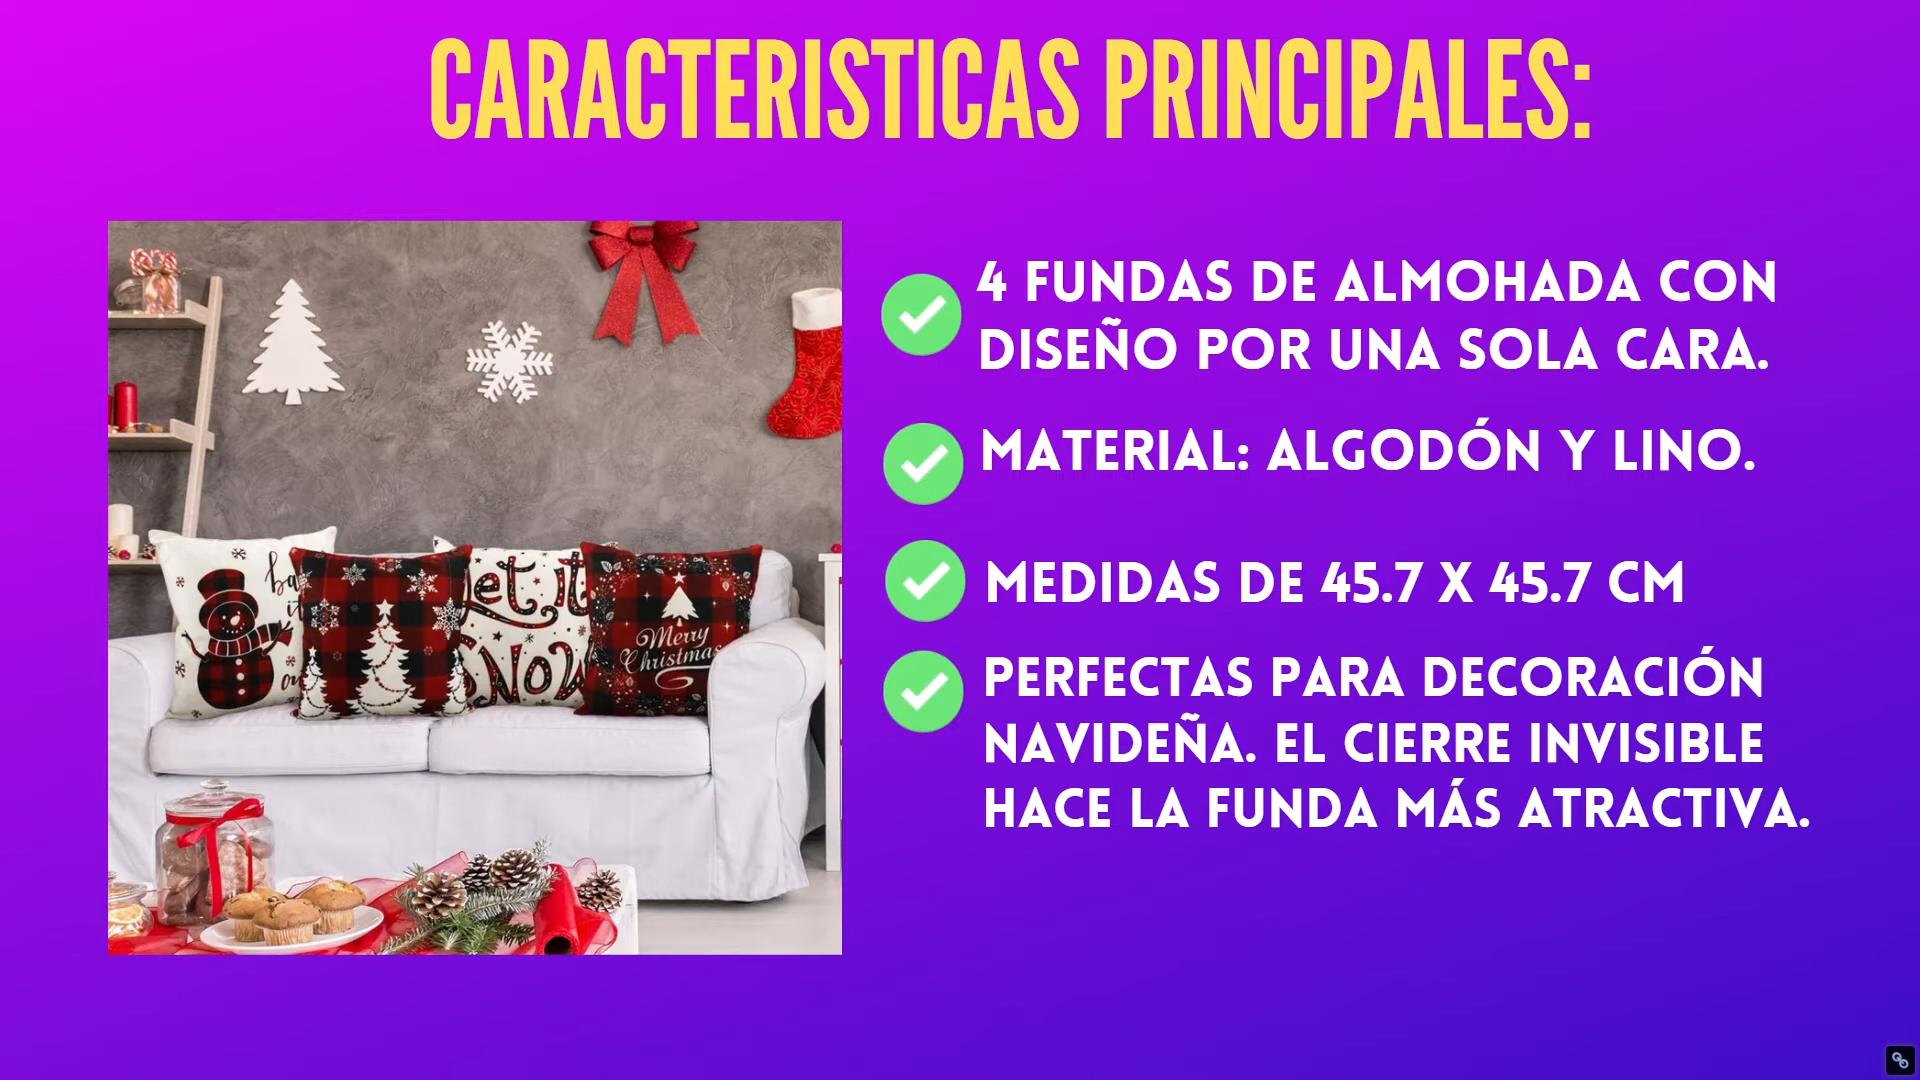 CARACTERISTICAS PRINCIPALES:
4 FUNDAS DE ALMOHADA CON
DISEÑO POR UNA SOLA CARA.
MATERIAL: ALGODÓN Y LINO.
MEDIDAS DE 45.7 X 45.7 CM
PERFECTAS PARA DECORACIÓN
NAVIDEÑA. EL CIERRE INVISIBLE
HACE LA FUNDA MÁS ATRACTIVA.
let it
SNOW
Merry
Christmas